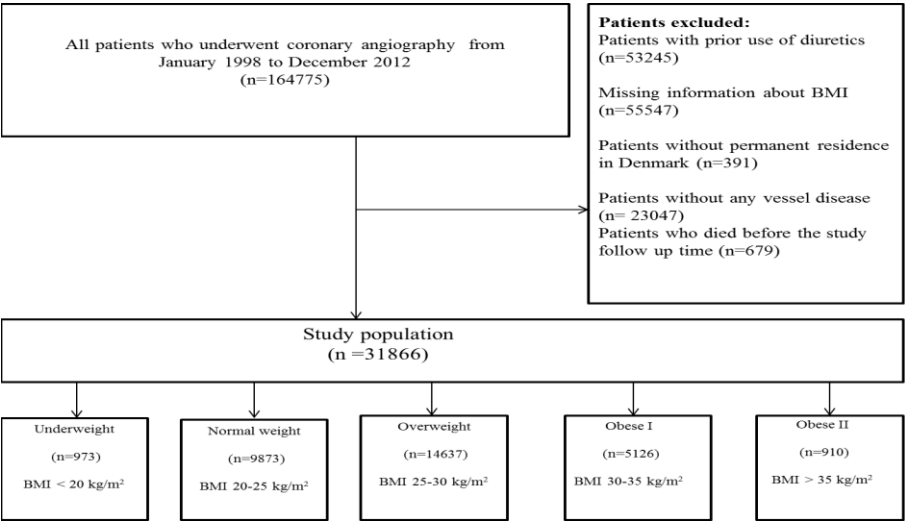 All patients who underwent coronary angiography from
January 1998 to December 2012
(n=164775)
Patients excluded:
Patients with prior use of diuretics
(n=53245)
Missing information about BMI
(n=55547)
Patients without permanent residence
in Denmark (n=391)
Patients without any vessel disease
(n= 23047)
Patients who died before the study
follow up time (n=679)
Study population
(n =31866)
Underweight
(n=973)
BMI < 20 kg/m²
Normal weight
(n=9873)
BMI 20-25 kg/m²
Overweight
(n=14637)
BMI 25-30 kg/m²
Obese I
(n=5126)
BMI 30-35 kg/m²
Obese II
(n=910)
BMI > 35 kg/m²